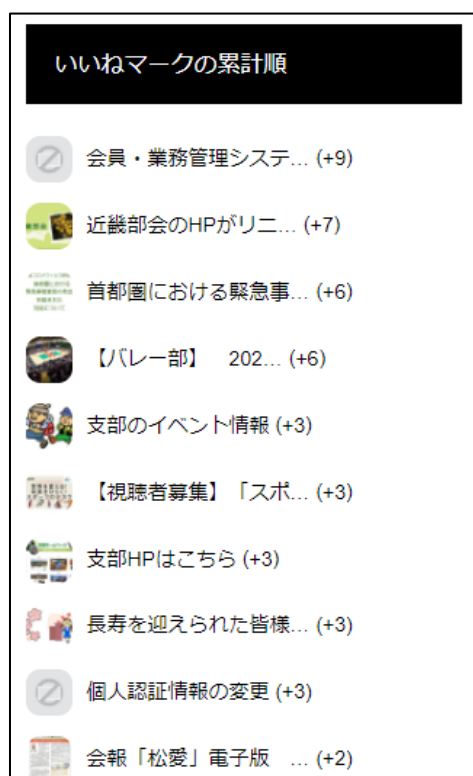 いいねマークの累計順
会員・業務管理システ... (+9)
近畿部会のHPがリニ... (+7)
首都圏における緊急事... (+6)
【バレー部】　202... (+6)
支部のイベント情報 (+3)
【視聴者募集】「スポ... (+3)
支部HPはこちら (+3)
長寿を迎えられた皆様... (+3)
個人認証情報の変更 (+3)
会報「松愛」電子版　... (+2)